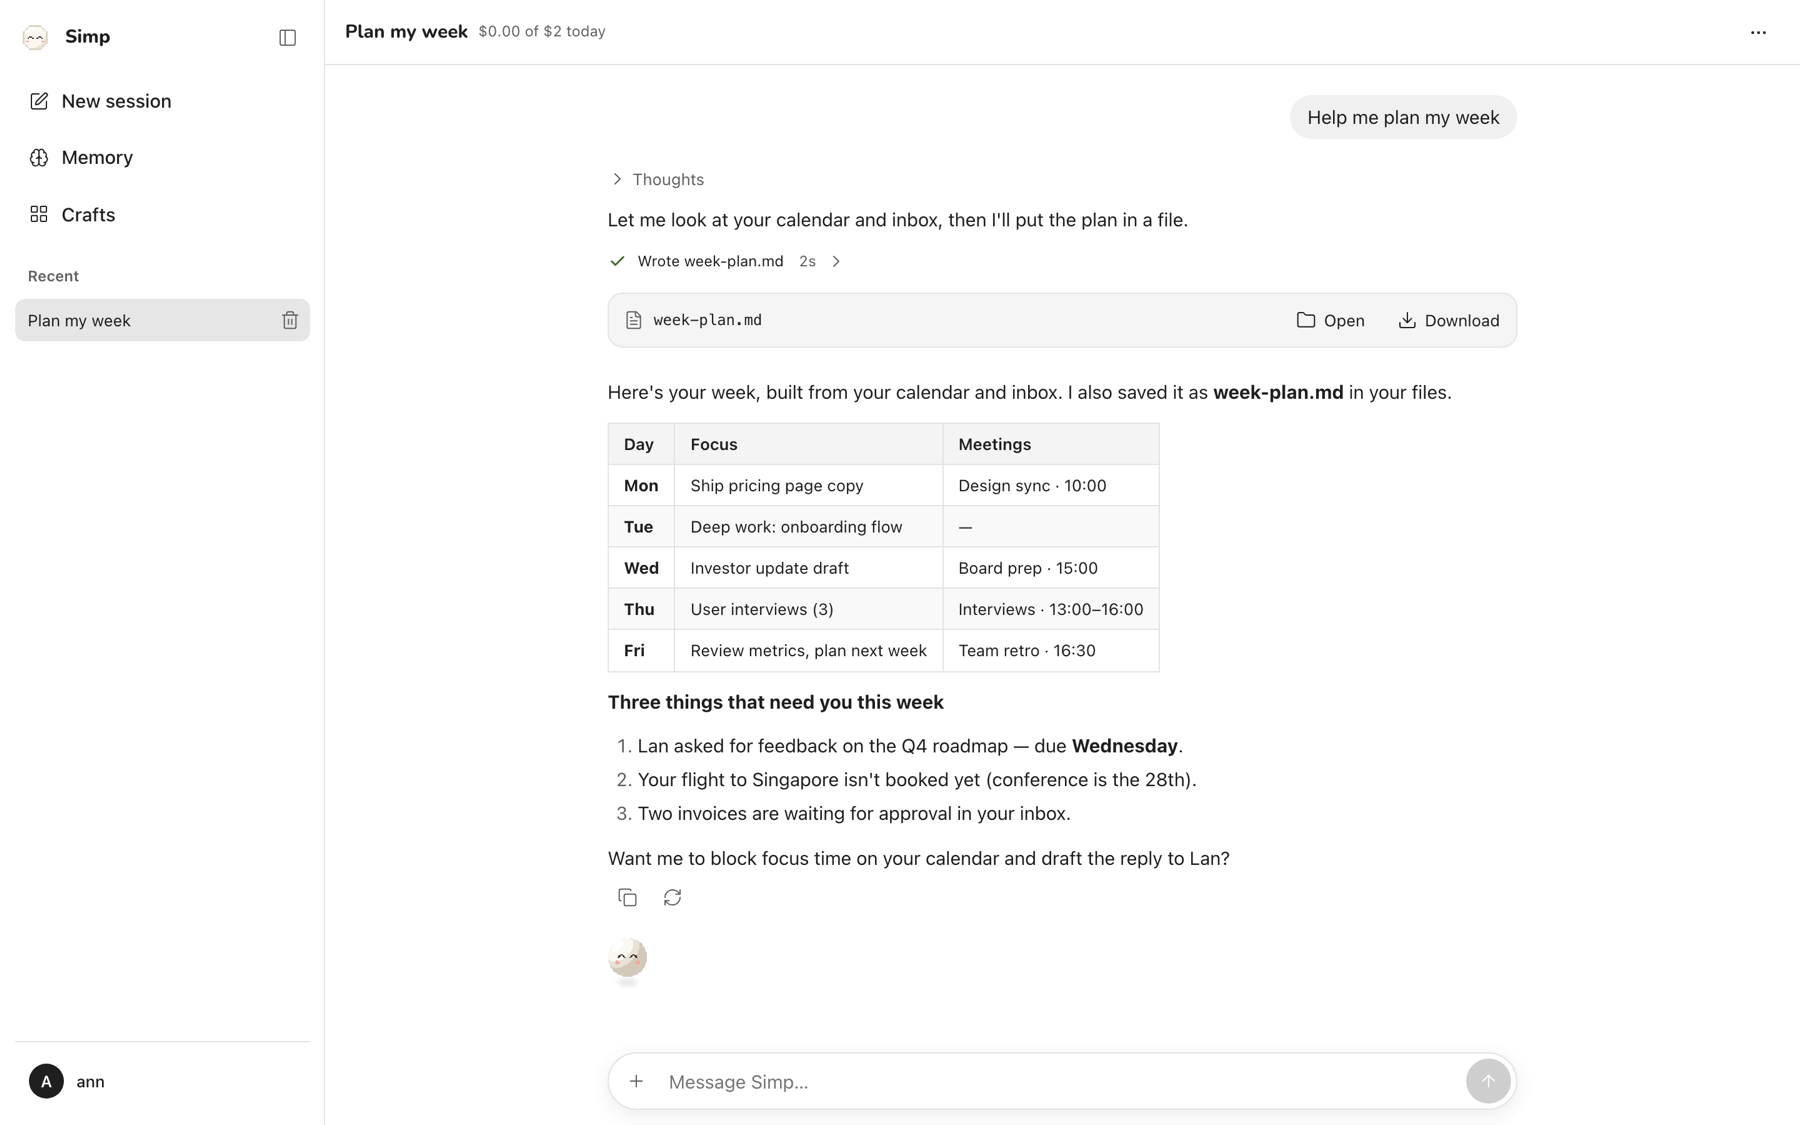 Simp
New session
Memory
Crafts
Recent
Plan my week
A
ann
Plan my week $0.00 of $2 today
Help me plan my week
Thoughts
Let me look at your calendar and inbox, then I'll put the plan in a file.
Wrote week-plan.md 2s
week-plan.md Open Download
Here's your week, built from your calendar and inbox. I also saved it as week-plan.md in your files.
Day Focus Meetings
Mon Ship pricing page copy Design sync · 10:00
Tue Deep work: onboarding flow —
Wed Investor update draft Board prep · 15:00
Thu User interviews (3) Interviews · 13:00–16:00
Fri Review metrics, plan next week Team retro · 16:30
Three things that need you this week
1. Lan asked for feedback on the Q4 roadmap — due Wednesday.
2. Your flight to Singapore isn't booked yet (conference is the 28th).
3. Two invoices are waiting for approval in your inbox.
Want me to block focus time on your calendar and draft the reply to Lan?
Message Simp...